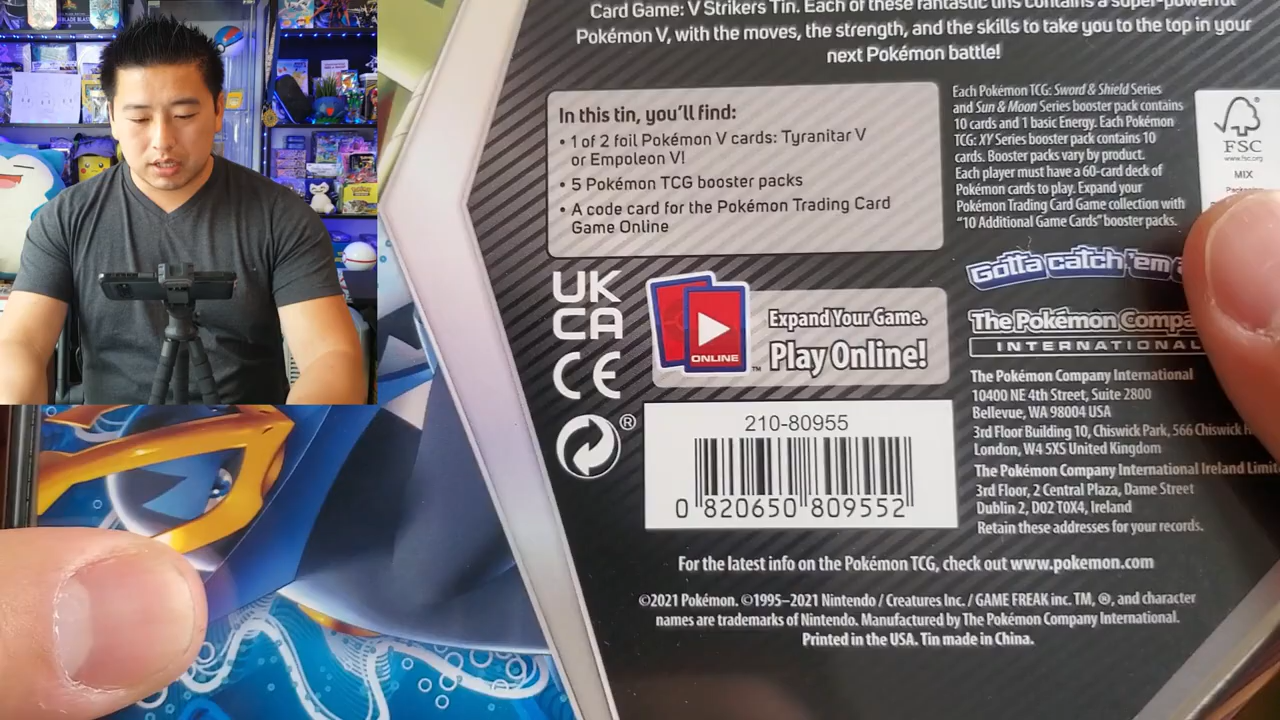 Card Game: V Strikers Tin. Each of these fantastic tins contains a super-powerful
Pokémon V, with the moves, the strength, and the skills to take you to the top in your
next Pokémon battle!
In this tin, you'll find:
• 1 of 2 foil Pokémon V cards: Tyranitar V
or Empoleon V!
• 5 Pokémon TCG booster packs
• A code card for the Pokémon Trading Card
Game Online
Each Pokémon TCG: Sword & Shield Series
and Sun & Moon Series booster pack contains
10 cards and 1 basic Energy. Each Pokémon
TCG: XY Series booster pack contains 10
cards. Booster packs vary by product.
Each player must have a 60-card deck of
Pokémon cards to play. Expand your
Pokémon Trading Card Game collection with
"10 Additional Game Cards" booster packs.
FSC
www.fsc.org
MIX
UK
CA
CE
®
ONLINE
™
Expand Your Game.
Play Online!
Gotta catch 'em
The Pokémon Compa
INTERNATIONAL
The Pokémon Company International
10400 NE 4th Street, Suite 2800
Bellevue, WA 98004 USA
3rd Floor Building 10, Chiswick Park, 566 Chiswick
London, W4 5XS United Kingdom
The Pokémon Company International Ireland
3rd Floor, 2 Central Plaza, Dame Street
Dublin 2, D02 T0X4, Ireland
Retain these addresses for your records.
210-80955
0 820650 809552
For the latest info on the Pokémon TCG, check out www.pokemon.com
©2021 Pokémon. ©1995–2021 Nintendo / Creatures Inc. / GAME FREAK inc. TM, ®, and character
names are trademarks of Nintendo. Manufactured by The Pokémon Company International.
Printed in the USA. Tin made in China.